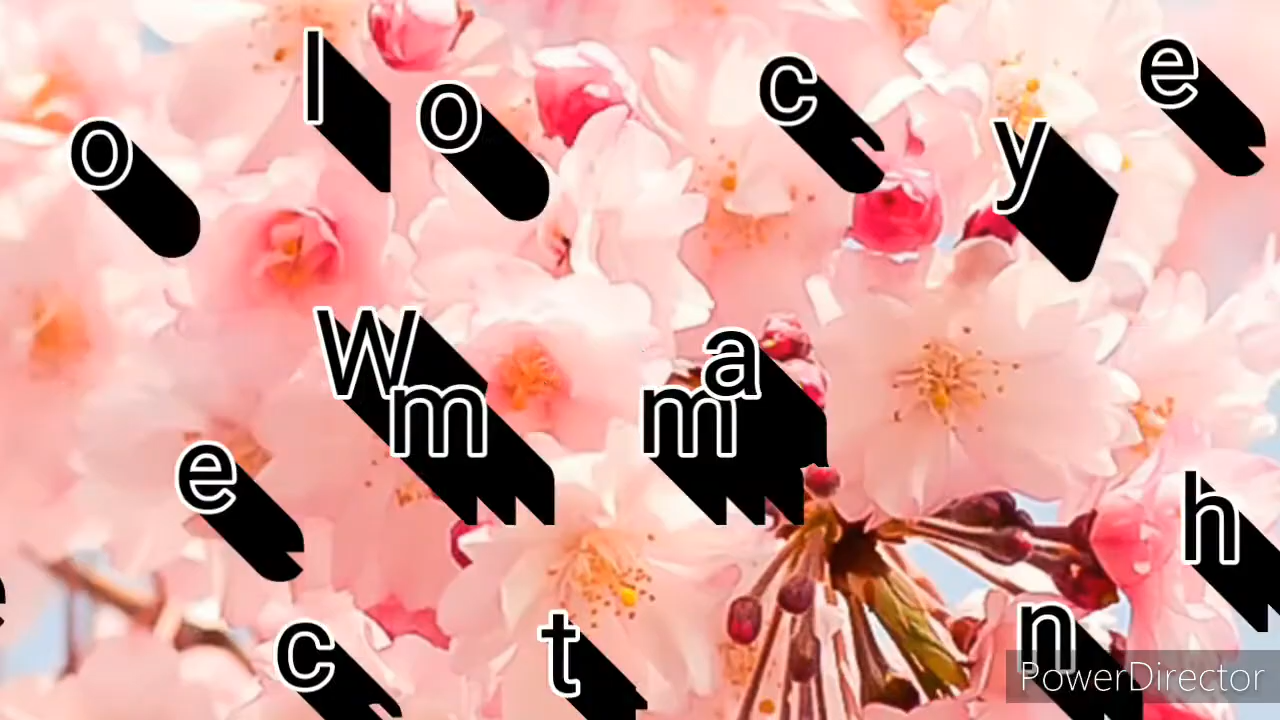 o l o c y e
W m m a
e h
c t n
PowerDirector